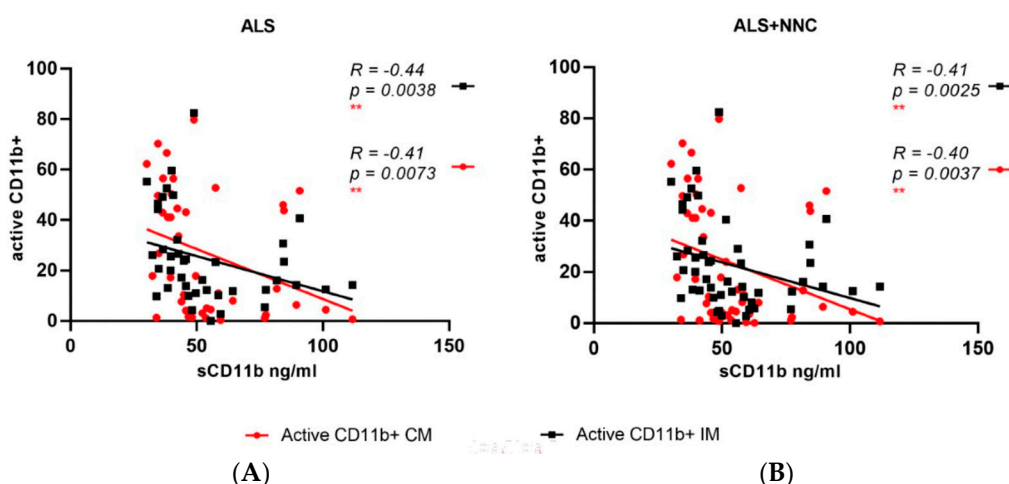 ALS
R = -0.44
p = 0.0038
**
R = -0.41
p = 0.0073
**
active CD11b+
100
80
60
40
20
0
0
50
100
150
sCD11b ng/ml
ALS+NNC
R = -0.41
p = 0.0025
**
R = -0.40
p = 0.0037
**
active CD11b+
100
80
60
40
20
0
0
50
100
150
sCD11b ng/ml
Active CD11b+ CM
Active CD11b+ IM
(A)
(B)